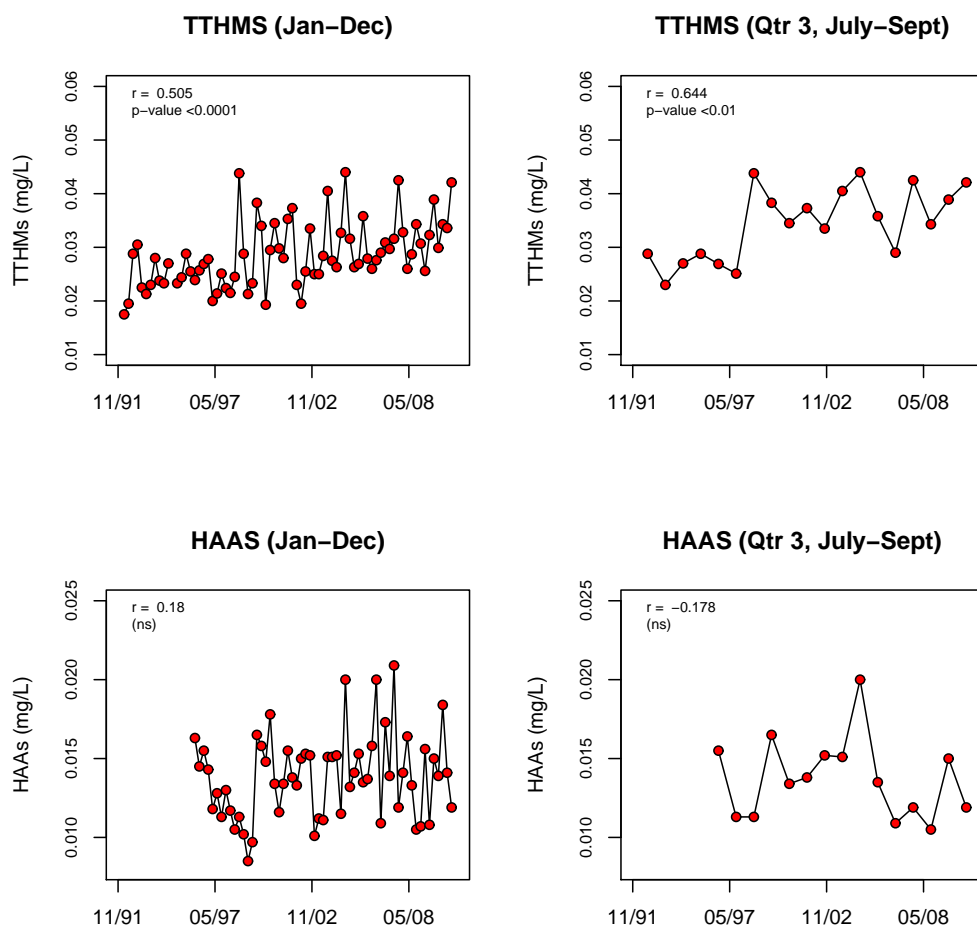 TTHMS (Jan−Dec)
r = 0.505
p−value <0.0001
TTHMs (mg/L)
0.06
0.05
0.04
0.03
0.02
0.01
11/91 05/97 11/02 05/08
TTHMS (Qtr 3, July−Sept)
r = 0.644
p−value <0.01
TTHMs (mg/L)
0.06
0.05
0.04
0.03
0.02
0.01
11/91 05/97 11/02 05/08
HAAS (Jan−Dec)
r = 0.18
(ns)
HAAs (mg/L)
0.025
0.020
0.015
0.010
11/91 05/97 11/02 05/08
HAAS (Qtr 3, July−Sept)
r = −0.178
(ns)
HAAs (mg/L)
0.025
0.020
0.015
0.010
11/91 05/97 11/02 05/08